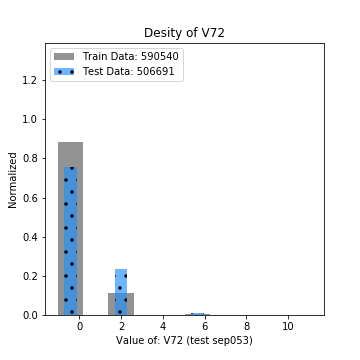 Desity of V72
Train Data: 590540
Test Data: 506691
Normalized
1.2
1.0
0.8
0.6
0.4
0.2
0.0
0 2 4 6 8 10
Value of: V72 (test sep053)